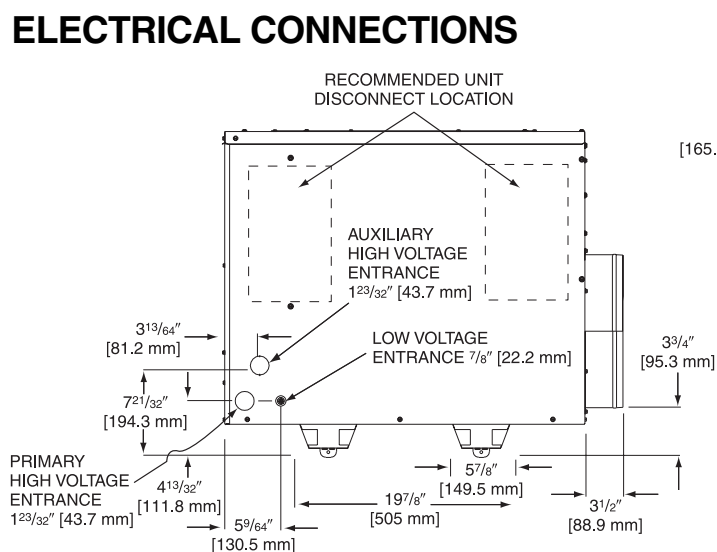 ELECTRICAL CONNECTIONS
RECOMMENDED UNIT
DISCONNECT LOCATION
[165.
AUXILIARY
HIGH VOLTAGE
ENTRANCE
1 23/32″ [43.7 mm]
3 13/64″
[81.2 mm]
LOW VOLTAGE
ENTRANCE 7/8″ [22.2 mm]
3 3/4″
[95.3 mm]
7 21/32″
[194.3 mm]
PRIMARY
HIGH VOLTAGE
ENTRANCE
1 23/32″ [43.7 mm]
4 13/32″
[111.8 mm]
5 9/64″
[130.5 mm]
19 7/8″
[505 mm]
5 7/8″
[149.5 mm]
3 1/2″
[88.9 mm]